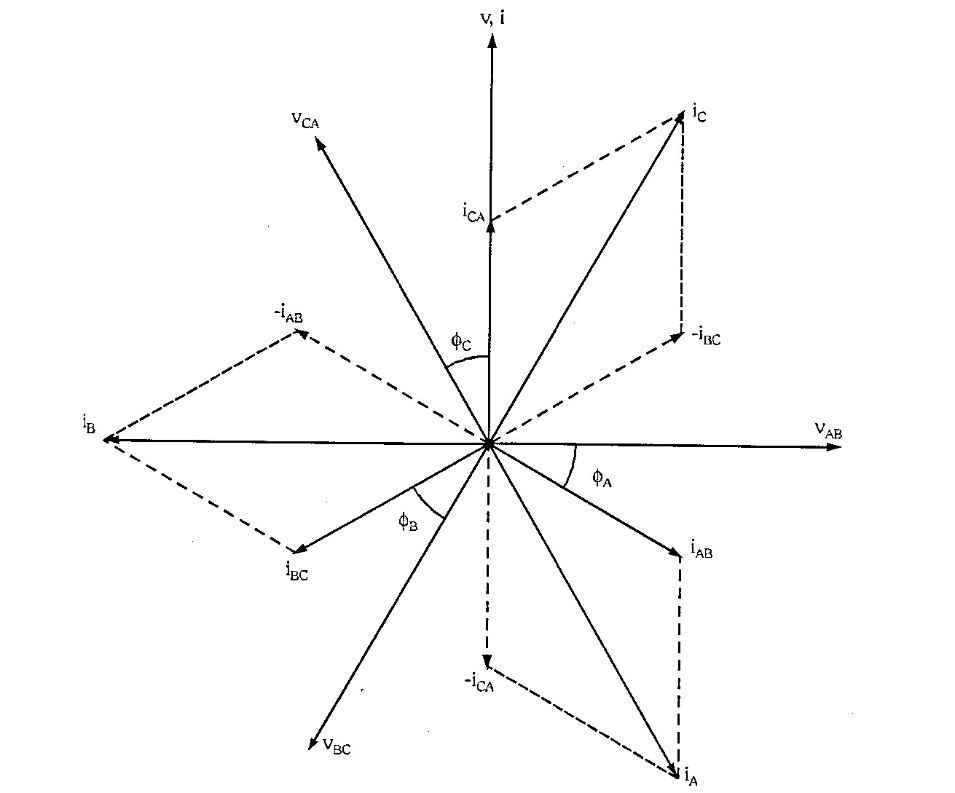 v, i
i_C
v_CA
i_CA
-i_AB
ϕ_C
-i_BC
i_B
v_AB
ϕ_A
ϕ_B
i_AB
i_BC
-i_CA
v_BC
i_A